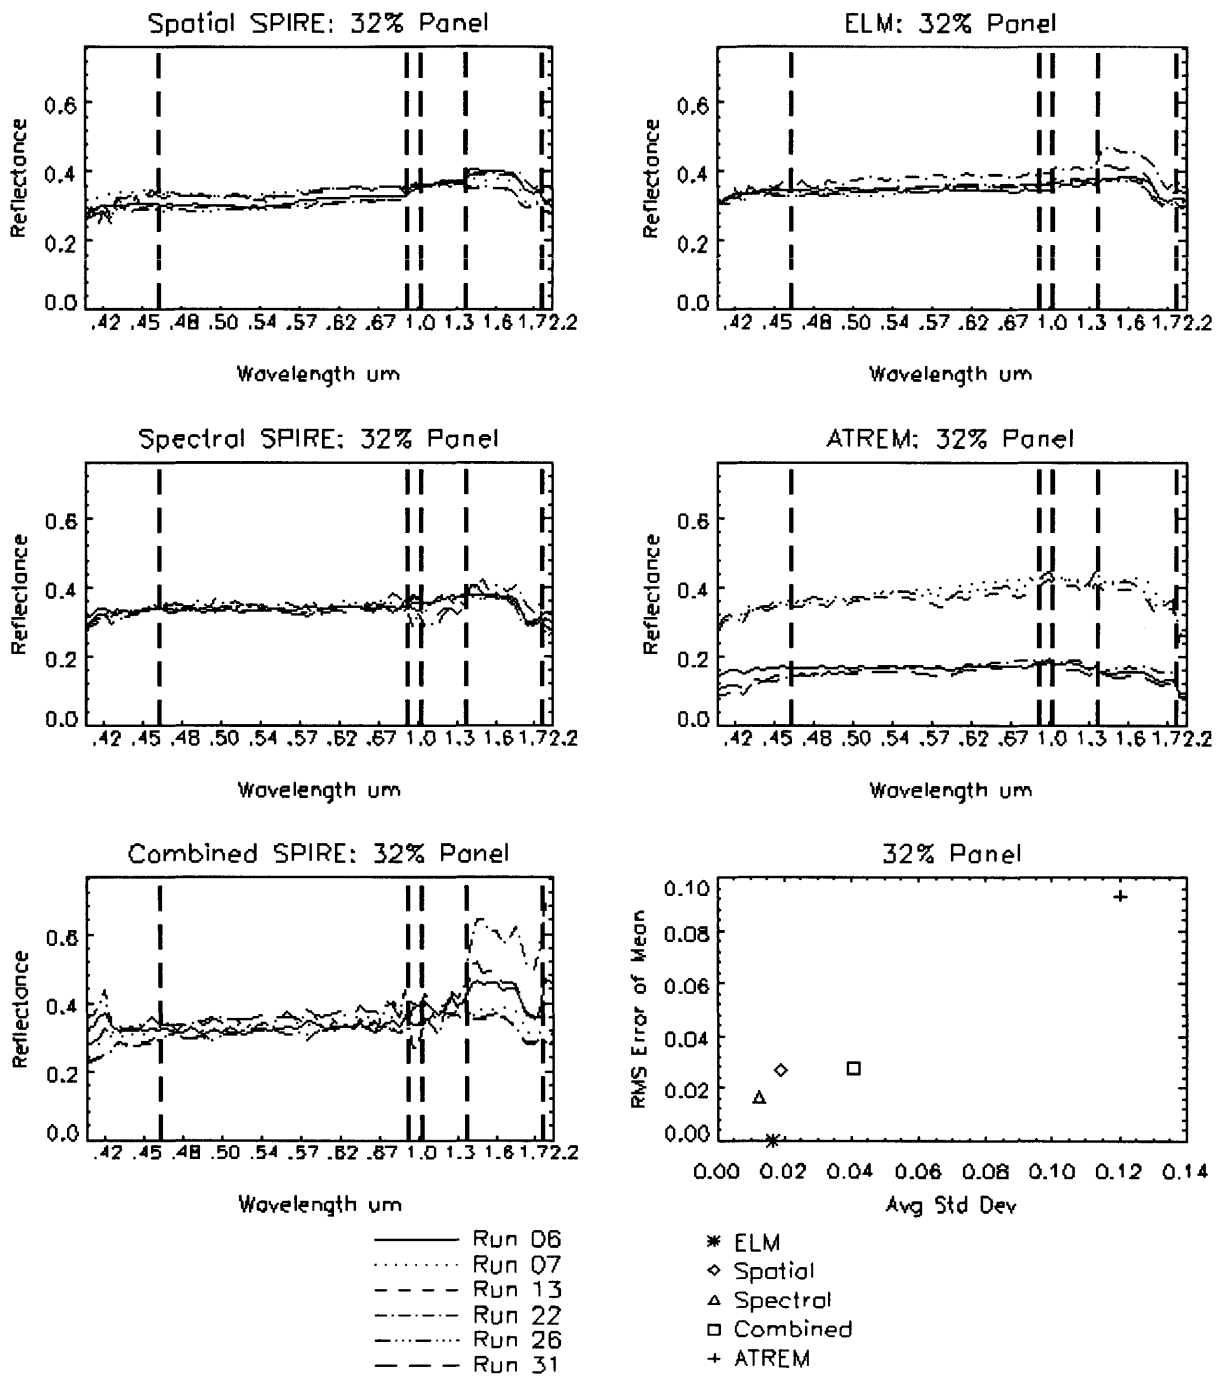 Spatial SPIRE: 32% Panel
Reflectance
0.6
0.4
0.2
0.0
.42 .45 .48 .50 .54 .57 .62 .67 1.0 1.3 1.6 1.72.2
Wavelength um
ELM: 32% Panel
Reflectance
0.6
0.4
0.2
0.0
.42 .45 .48 .50 .54 .57 .62 .67 1.0 1.3 1.6 1.72.2
Wavelength um
Spectral SPIRE: 32% Panel
Reflectance
0.6
0.4
0.2
0.0
.42 .45 .48 .50 .54 .57 .62 .67 1.0 1.3 1.6 1.72.2
Wavelength um
ATREM: 32% Panel
Reflectance
0.6
0.4
0.2
0.0
.42 .45 .48 .50 .54 .57 .62 .67 1.0 1.3 1.6 1.72.2
Wavelength um
Combined SPIRE: 32% Panel
Reflectance
0.6
0.4
0.2
0.0
.42 .45 .48 .50 .54 .57 .62 .67 1.0 1.3 1.6 1.72.2
Wavelength um
32% Panel
RMS Error of Mean
0.10
0.08
0.06
0.04
0.02
0.00
0.00 0.02 0.04 0.06 0.08 0.10 0.12 0.14
Avg Std Dev
Run 06
Run 07
Run 13
Run 22
Run 26
Run 31
ELM
Spatial
Spectral
Combined
ATREM